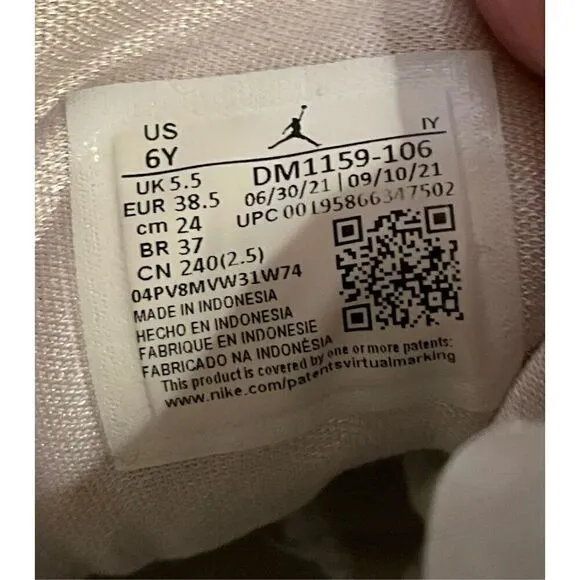 US
6Y
IY
UK 5.5
DM1159-106
EUR 38.5
06/30/21 | 09/10/21
cm 24
UPC 00195866347502
BR 37
CN 240(2.5)
04PV8MVW31W74
MADE IN INDONESIA
HECHO EN INDONESIA
FABRIQUE EN INDONESIE
FABRICADO NA INDONÉSIA
This product is covered by one or more patents:
www.nike.com/patentsvirtualmarking